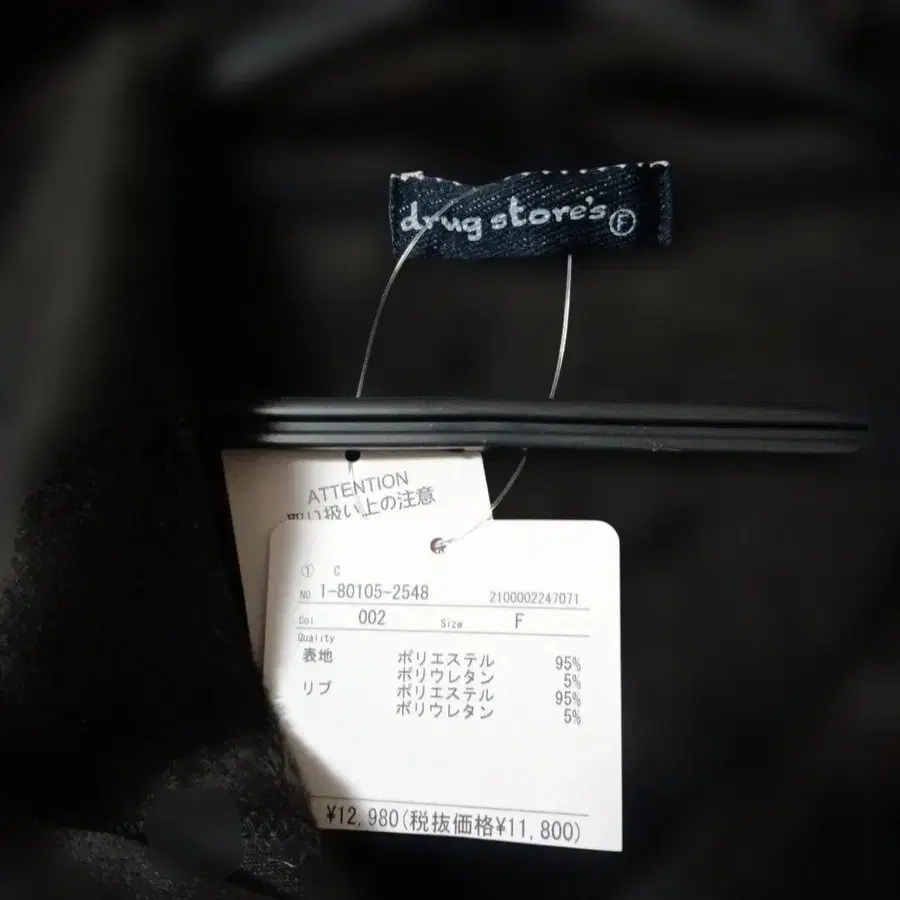 drug store's Ⓕ
ATTENTION
取り扱い上の注意
① C
NO 1-80105-2548 2100002247071
Col 002 Size F
Quality
表地 ポリエステル 95%
ポリウレタン 5%
リブ ポリエステル 95%
ポリウレタン 5%
¥12,980(税抜価格¥11,800)